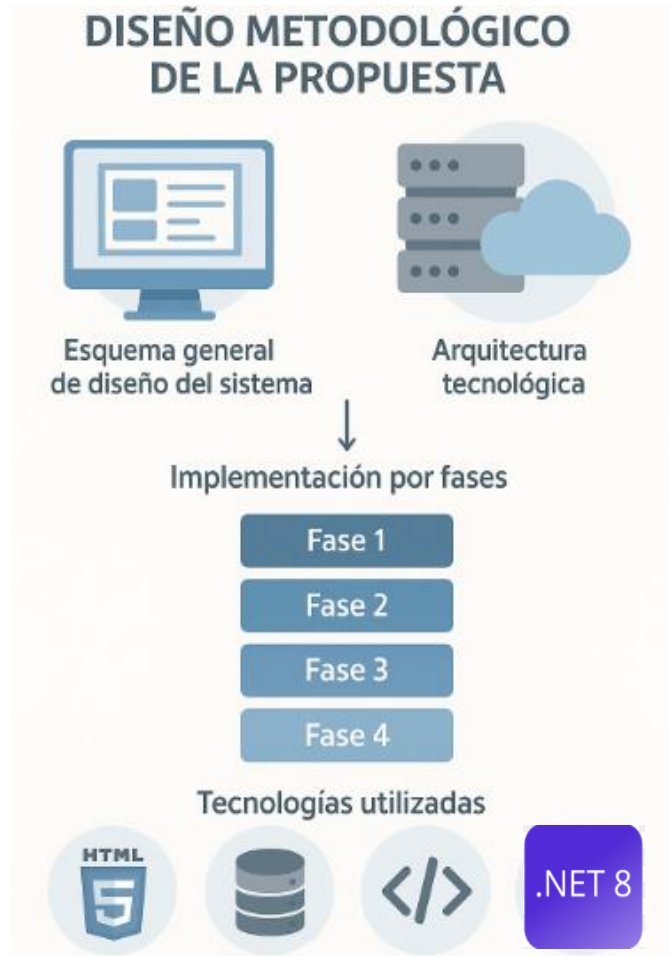 DISEÑO METODOLÓGICO
DE LA PROPUESTA
Esquema general
de diseño del sistema
Arquitectura
tecnológica
Implementación por fases
Fase 1
Fase 2
Fase 3
Fase 4
Tecnologías utilizadas
HTML
5
</>
.NET 8